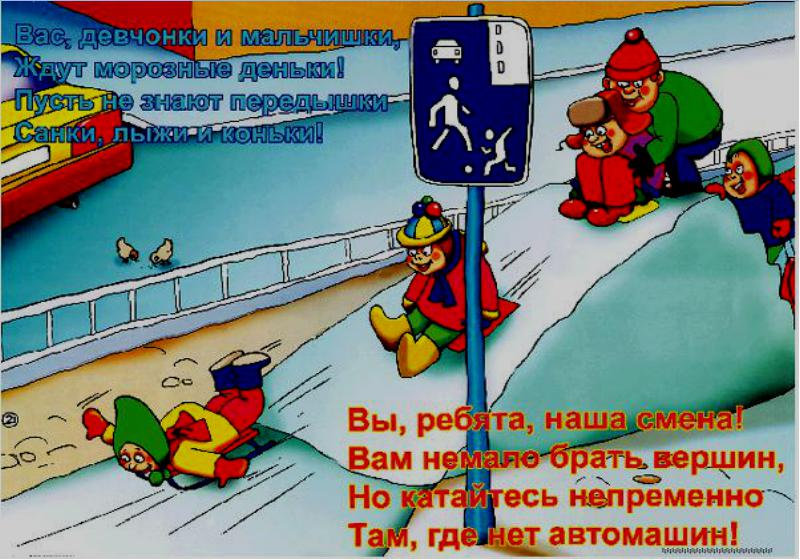 Вас, девчонки и мальчишки,
Ждут морозные деньки!
Пусть не знают передышки
Санки, лыжи и коньки!
Вы, ребята, наша смена!
Вам немало брать вершин,
Но катайтесь непременно
Там, где нет автомашин!